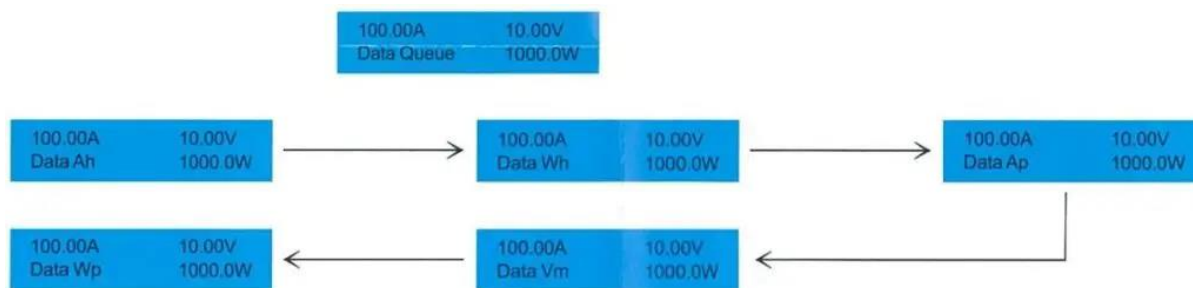 100.00A 10.00V
Data Queue 1000.0W
100.00A 10.00V
Data Ah 1000.0W
100.00A 10.00V
Data Wh 1000.0W
100.00A 10.00V
Data Ap 1000.0W
100.00A 10.00V
Data Wp 1000.0W
100.00A 10.00V
Data Vm 1000.0W